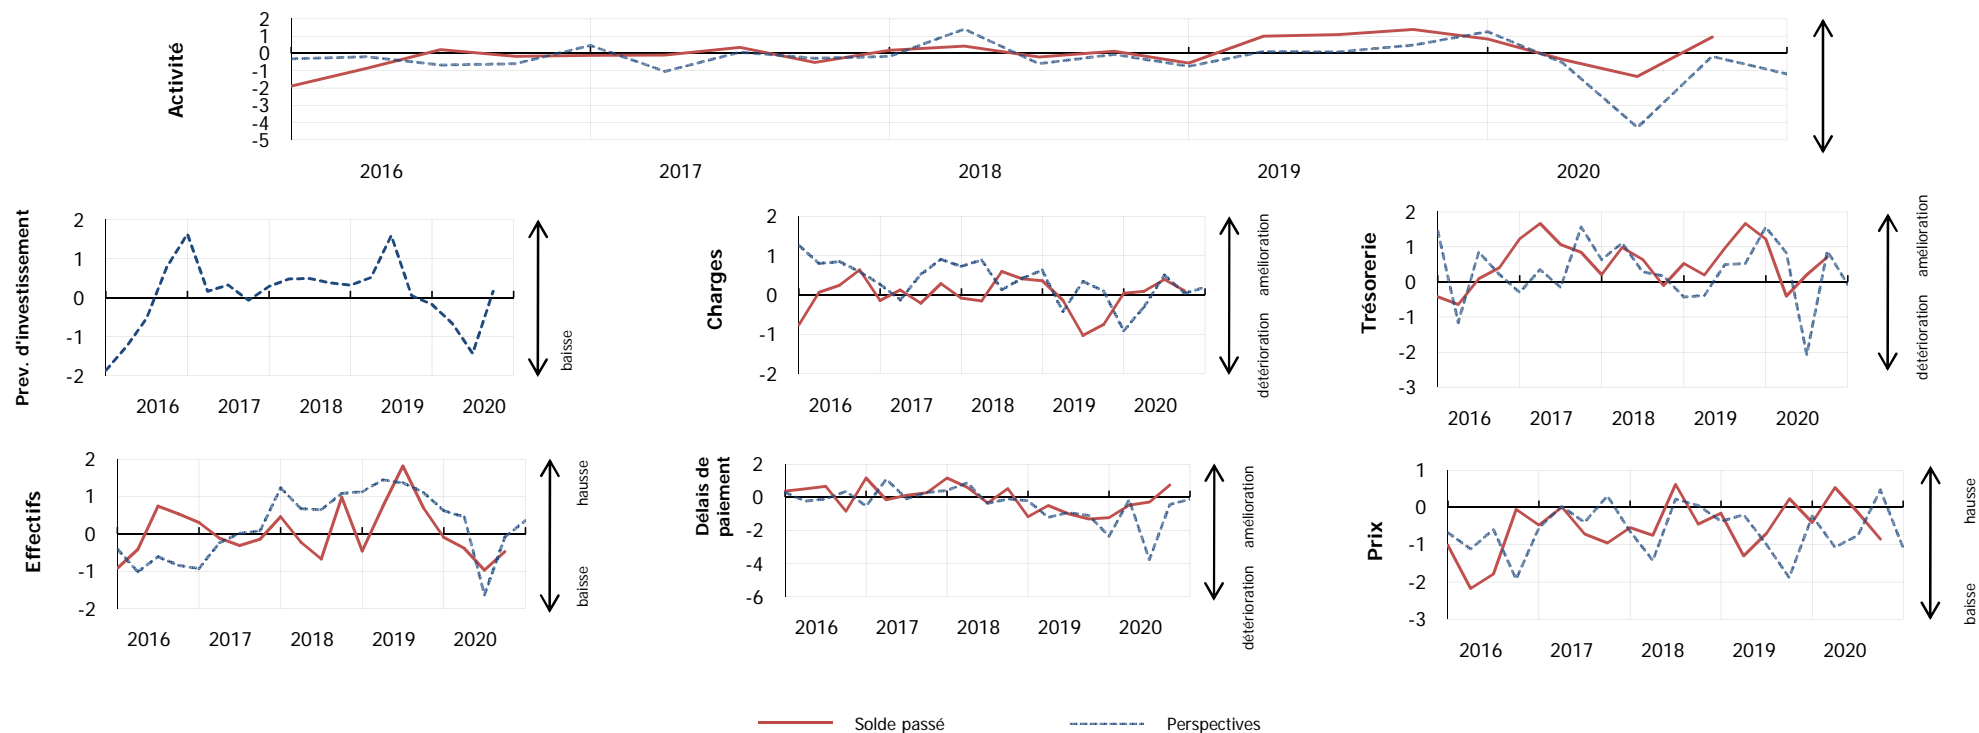 Activité
2
1
0
-1
-2
-3
-4
-5
2016 2017 2018 2019 2020
Prev. d'investissement
2
1
0
-1
-2
baisse
2016 2017 2018 2019 2020
Charges
2
1
0
-1
-2
amélioration
détérioration
2016 2017 2018 2019 2020
Trésorerie
2
1
0
-1
-2
-3
amélioration
détérioration
2016 2017 2018 2019 2020
Effectifs
2
1
0
-1
-2
hausse
baisse
2016 2017 2018 2019 2020
Délais de
paiement
2
0
-2
-4
-6
amélioration
détérioration
2016 2017 2018 2019 2020
Prix
1
0
-1
-2
-3
hausse
baisse
2016 2017 2018 2019 2020
Solde passé Perspectives